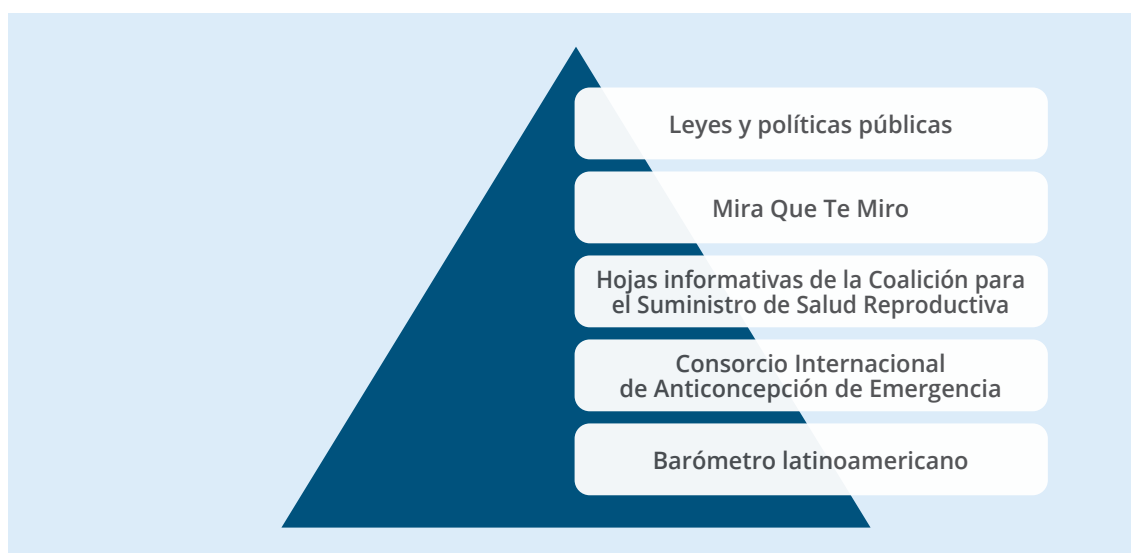 Leyes y políticas públicas
Mira Que Te Miro
Hojas informativas de la Coalición para
el Suministro de Salud Reproductiva
Consorcio Internacional
de Anticoncepción de Emergencia
Barómetro latinoamericano